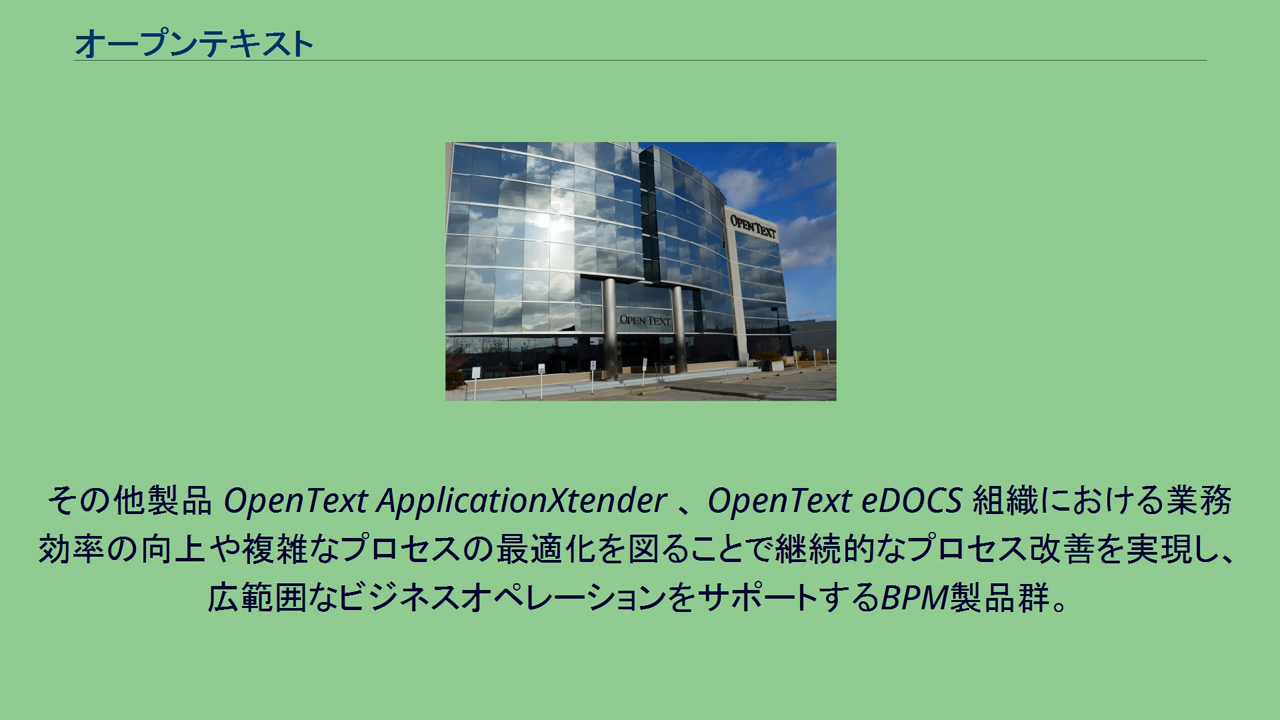 オープンテキスト
OPEN TEXT
OPEN TEXT
その他製品 OpenText ApplicationXtender 、 OpenText eDOCS 組織における業務
効率の向上や複雑なプロセスの最適化を図ることで継続的なプロセス改善を実現し、
広範囲なビジネスオペレーションをサポートするBPM製品群。